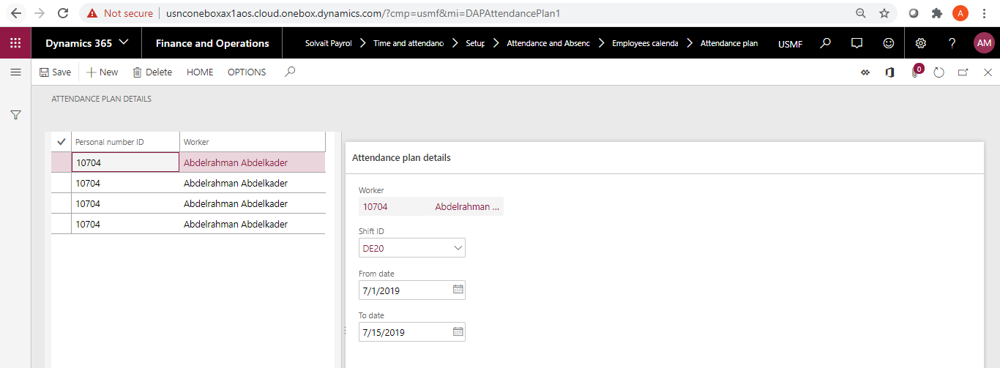 Not secure | usnconeboxax1aos.cloud.onebox.dynamics.com/?cmp=usmf&mi=DAPAttendancePlan1 A
Dynamics 365 Finance and Operations Solvait Payrol Time and attendanc Setup Attendance and Absenc Employees calenda Attendance plan USMF ? AM
Save New Delete HOME OPTIONS 0
ATTENDANCE PLAN DETAILS
Personal number ID Worker
10704 Abdelrahman Abdelkader
10704 Abdelrahman Abdelkader
10704 Abdelrahman Abdelkader
10704 Abdelrahman Abdelkader
Attendance plan details
Worker
10704 Abdelrahman ...
Shift ID
DE20
From date
7/1/2019
To date
7/15/2019